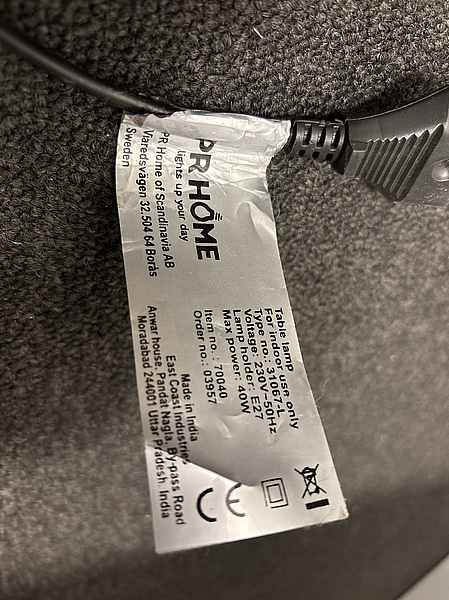 PR HOME
lights up your day
PR Home of Scandinavia AB
Viaredsvägen 32.504 64 Borås
Sweden
Table lamp
For indoor use only
Type no.: 31067-L
Voltage: 230V~50Hz
Lamp holder: E27
Max power: 40W
Item no.: 70040
Order no.: 03957
Made in India
East Coast Industries
Anwar house, Pandat Nagla, By-pass Road
Moradabad 244001 Uttar Pradesh. India
CE